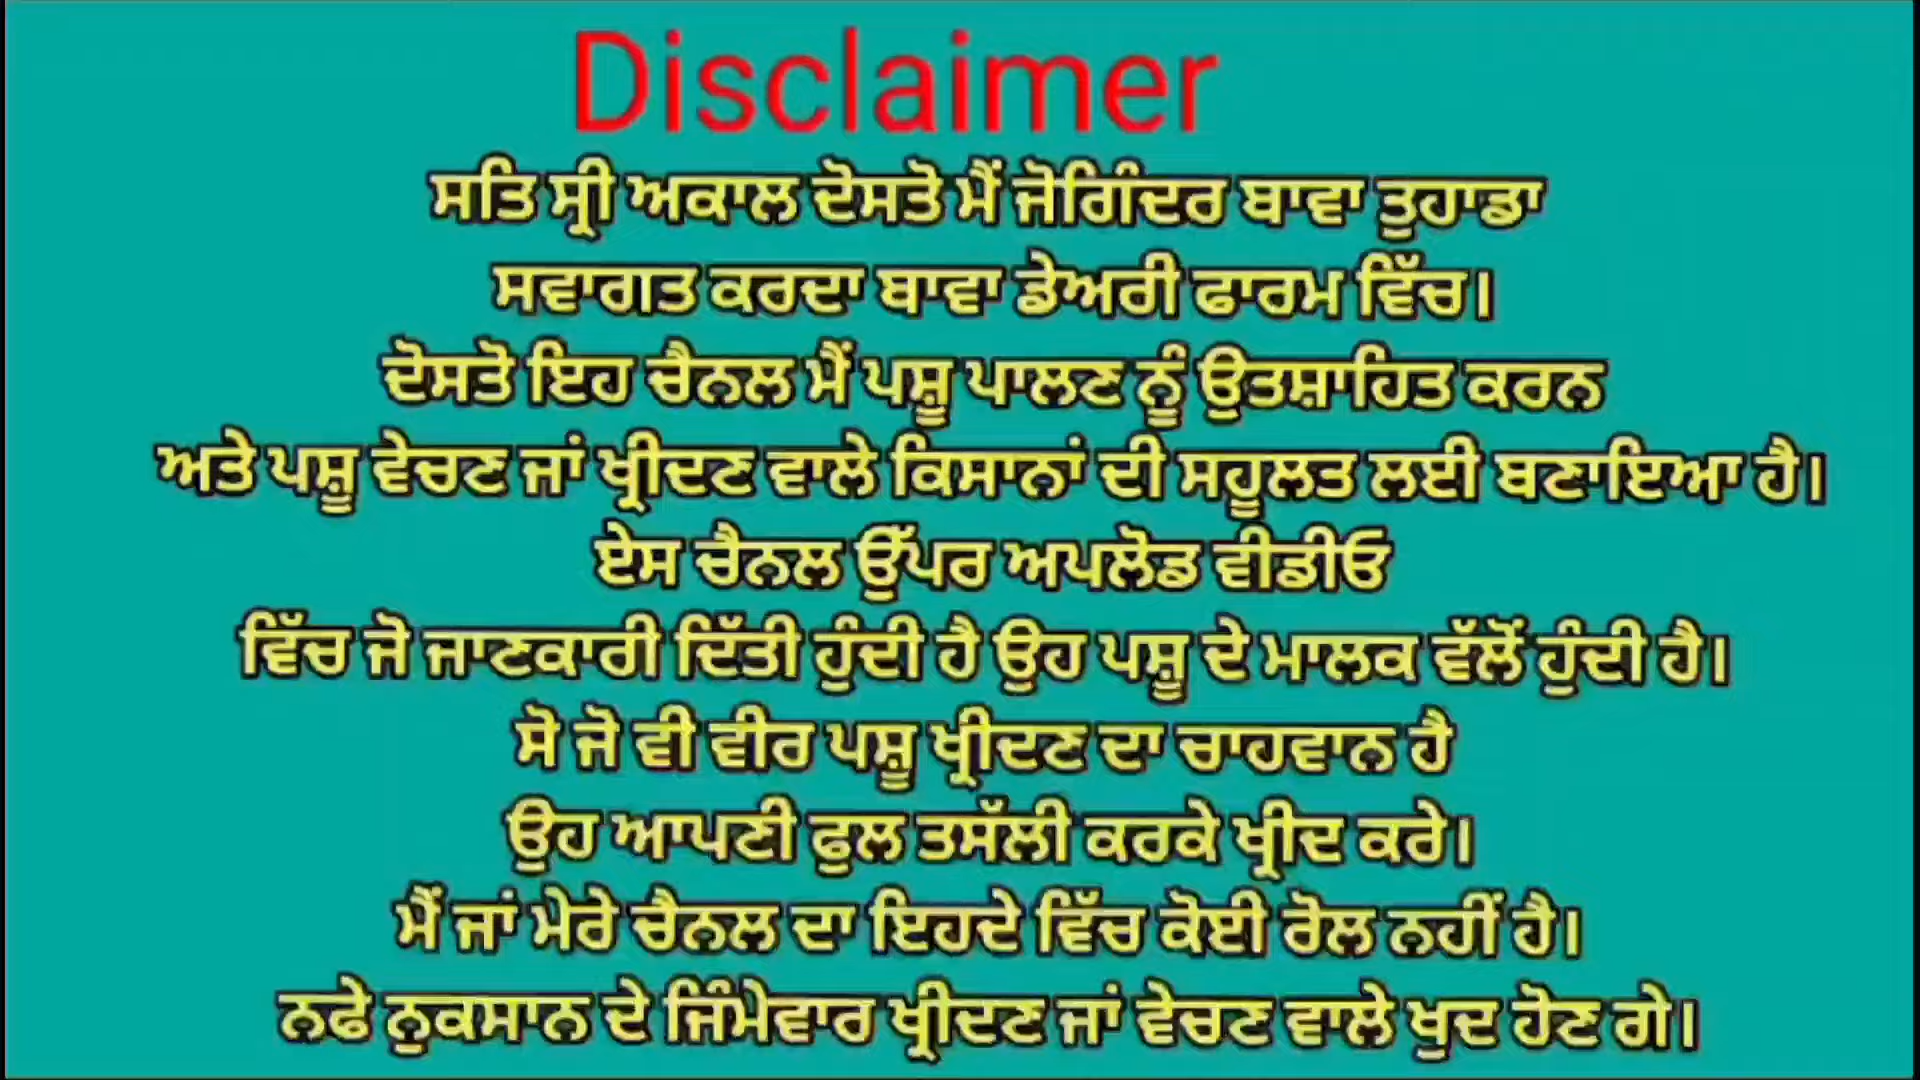 Disclaimer
ਸਤਿ ਸ੍ਰੀ ਅਕਾਲ ਦੋਸਤੋ ਮੈਂ ਜੋਗਿੰਦਰ ਬਾਵਾ ਤੁਹਾਡਾ
ਸਵਾਗਤ ਕਰਦਾ ਬਾਵਾ ਡੇਅਰੀ ਫਾਰਮ ਵਿੱਚ।
ਦੋਸਤੋ ਇਹ ਚੈਨਲ ਮੈਂ ਪਸ਼ੂ ਪਾਲਣ ਨੂੰ ਉਤਸ਼ਾਹਿਤ ਕਰਨ
ਅਤੇ ਪਸ਼ੂ ਵੇਚਣ ਜਾਂ ਖ੍ਰੀਦਣ ਵਾਲੇ ਕਿਸਾਨਾਂ ਦੀ ਸਹੂਲਤ ਲਈ ਬਣਾਇਆ ਹੈ।
ਏਸ ਚੈਨਲ ਉੱਪਰ ਅਪਲੋਡ ਵੀਡੀਓ
ਵਿੱਚ ਜੋ ਜਾਣਕਾਰੀ ਦਿੱਤੀ ਹੁੰਦੀ ਹੈ ਉਹ ਪਸ਼ੂ ਦੇ ਮਾਲਕ ਵੱਲੋਂ ਹੁੰਦੀ ਹੈ।
ਸੋ ਜੋ ਵੀ ਵੀਰ ਪਸ਼ੂ ਖ੍ਰੀਦਣ ਦਾ ਚਾਹਵਾਨ ਹੈ
ਉਹ ਆਪਣੀ ਫੁਲ ਤਸੱਲੀ ਕਰਕੇ ਖ੍ਰੀਦ ਕਰੇ।
ਮੈਂ ਜਾਂ ਮੇਰੇ ਚੈਨਲ ਦਾ ਇਹਦੇ ਵਿੱਚ ਕੋਈ ਰੋਲ ਨਹੀਂ ਹੈ।
ਨਫੇ ਨੁਕਸਾਨ ਦੇ ਜਿੰਮੇਵਾਰ ਖ੍ਰੀਦਣ ਜਾਂ ਵੇਚਣ ਵਾਲੇ ਖੁਦ ਹੋਣ ਗੇ।